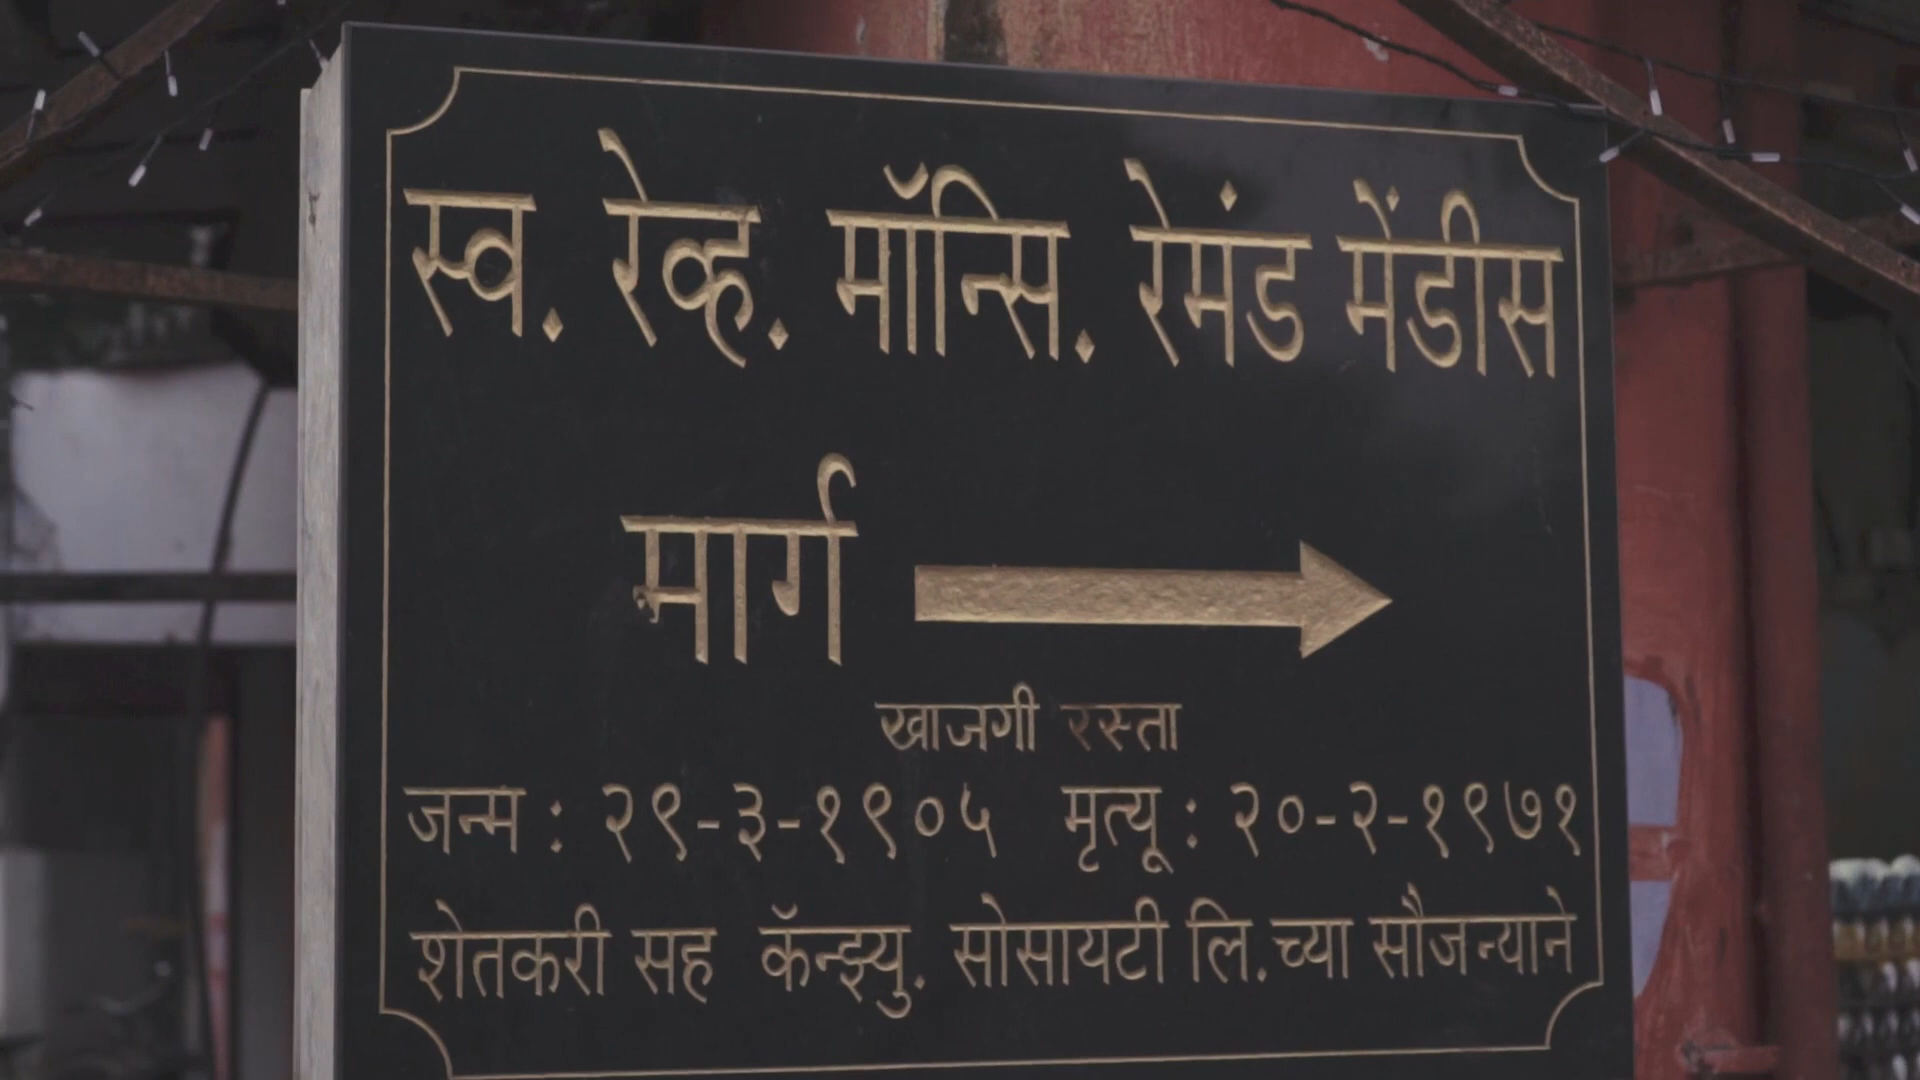 स्व. रेव्ह. मॉन्सि. रेमंड मेंडीस
मार्ग
खाजगी रस्ता
जन्म : २९-३-१९०५ मृत्यू : २०-२-१९७१
शेतकरी सह कॅन्झ्यु. सोसायटी लि.च्या सौजन्याने